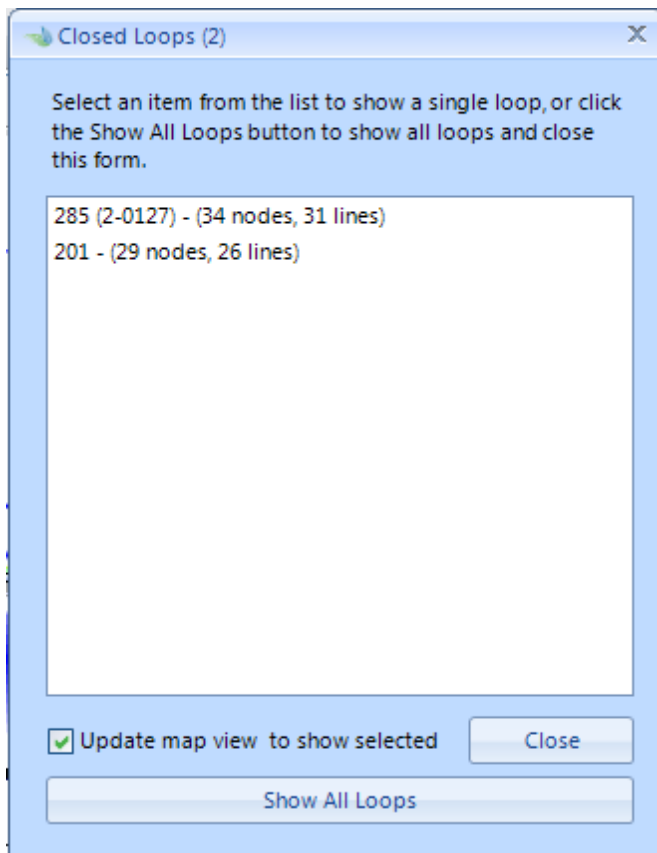 Closed Loops (2)
Select an item from the list to show a single loop, or click
the Show All Loops button to show all loops and close
this form.
285 (2-0127) - (34 nodes, 31 lines)
201 - (29 nodes, 26 lines)
Update map view to show selected
Close
Show All Loops